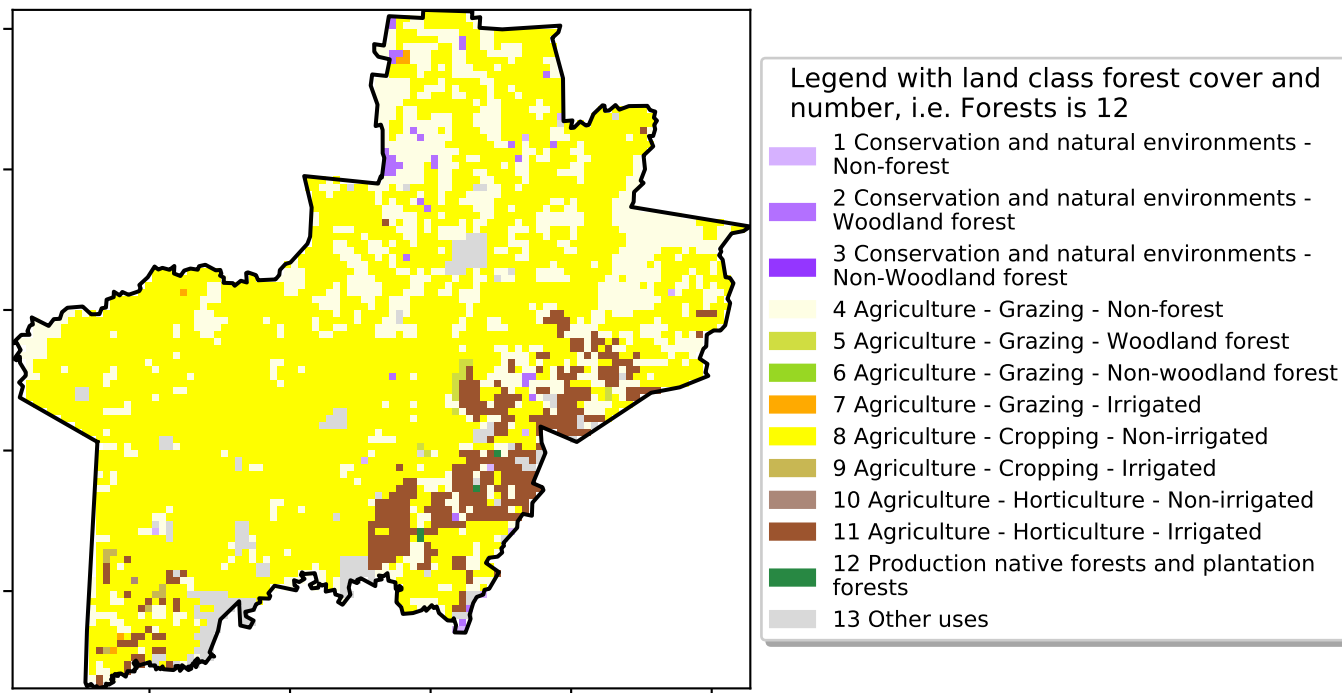 Legend with land class forest cover and
number, i.e. Forests is 12
1 Conservation and natural environments -
Non-forest
2 Conservation and natural environments -
Woodland forest
3 Conservation and natural environments -
Non-Woodland forest
4 Agriculture - Grazing - Non-forest
5 Agriculture - Grazing - Woodland forest
6 Agriculture - Grazing - Non-woodland forest
7 Agriculture - Grazing - Irrigated
8 Agriculture - Cropping - Non-irrigated
9 Agriculture - Cropping - Irrigated
10 Agriculture - Horticulture - Non-irrigated
11 Agriculture - Horticulture - Irrigated
12 Production native forests and plantation
forests
13 Other uses